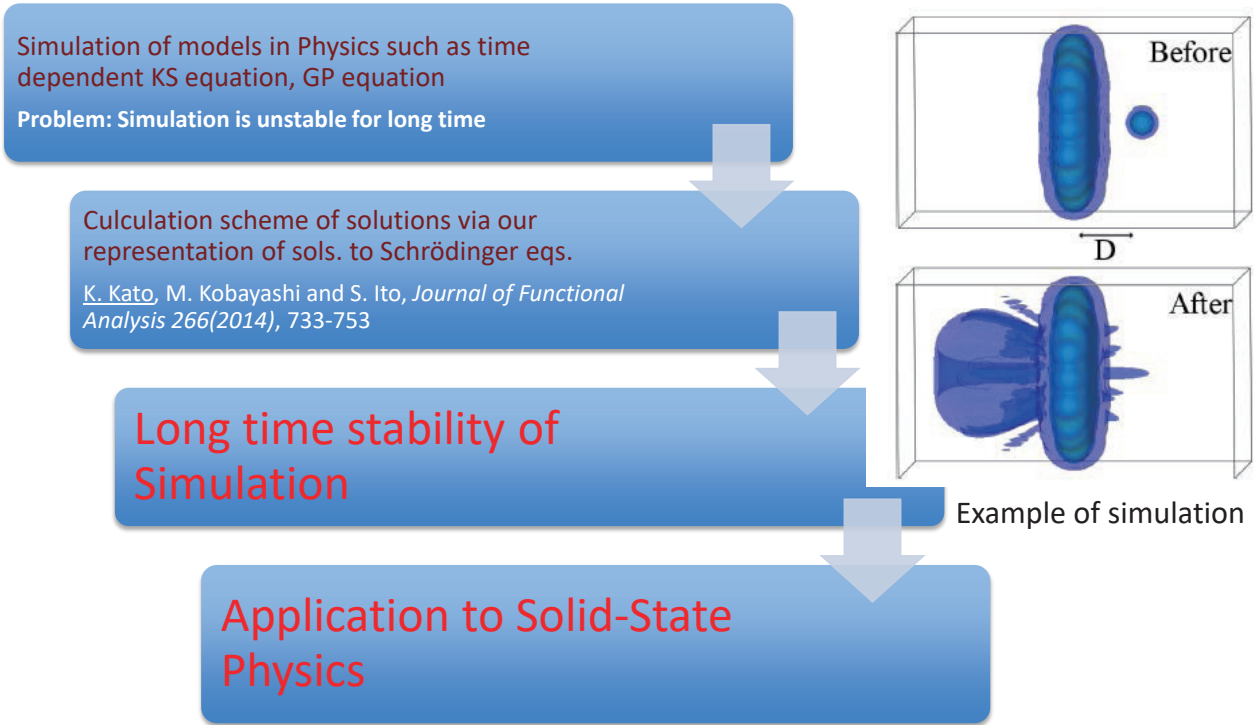 Simulation of models in Physics such as time
dependent KS equation, GP equation
Problem: Simulation is unstable for long time
Culculation scheme of solutions via our
representation of sols. to Schrödinger eqs.
K. Kato, M. Kobayashi and S. Ito, Journal of Functional
Analysis 266(2014), 733-753
Long time stability of
Simulation
Application to Solid-State
Physics
Before
D
After
Example of simulation